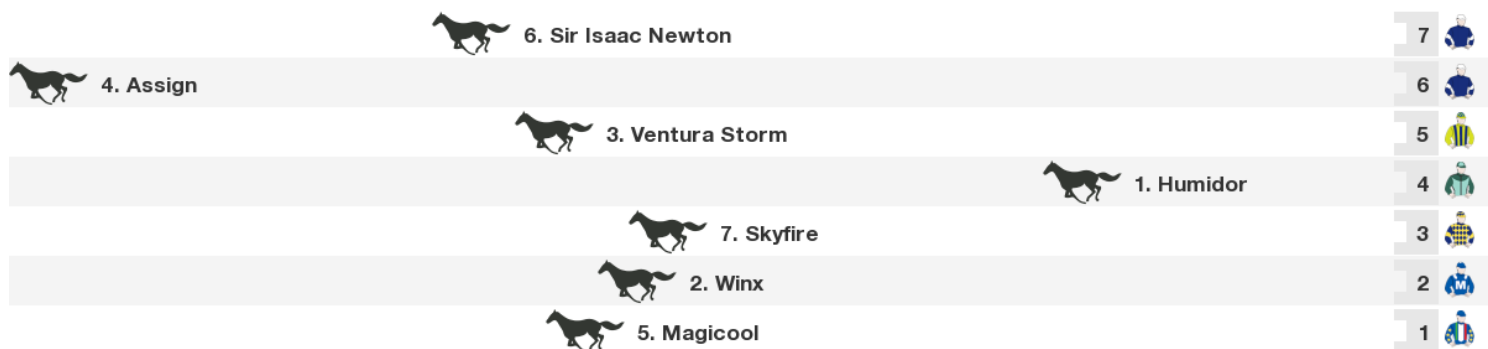 6. Sir Isaac Newton 7
4. Assign 6
3. Ventura Storm 5
1. Humidor 4
7. Skyfire 3
2. Winx 2 M
5. Magicool 1